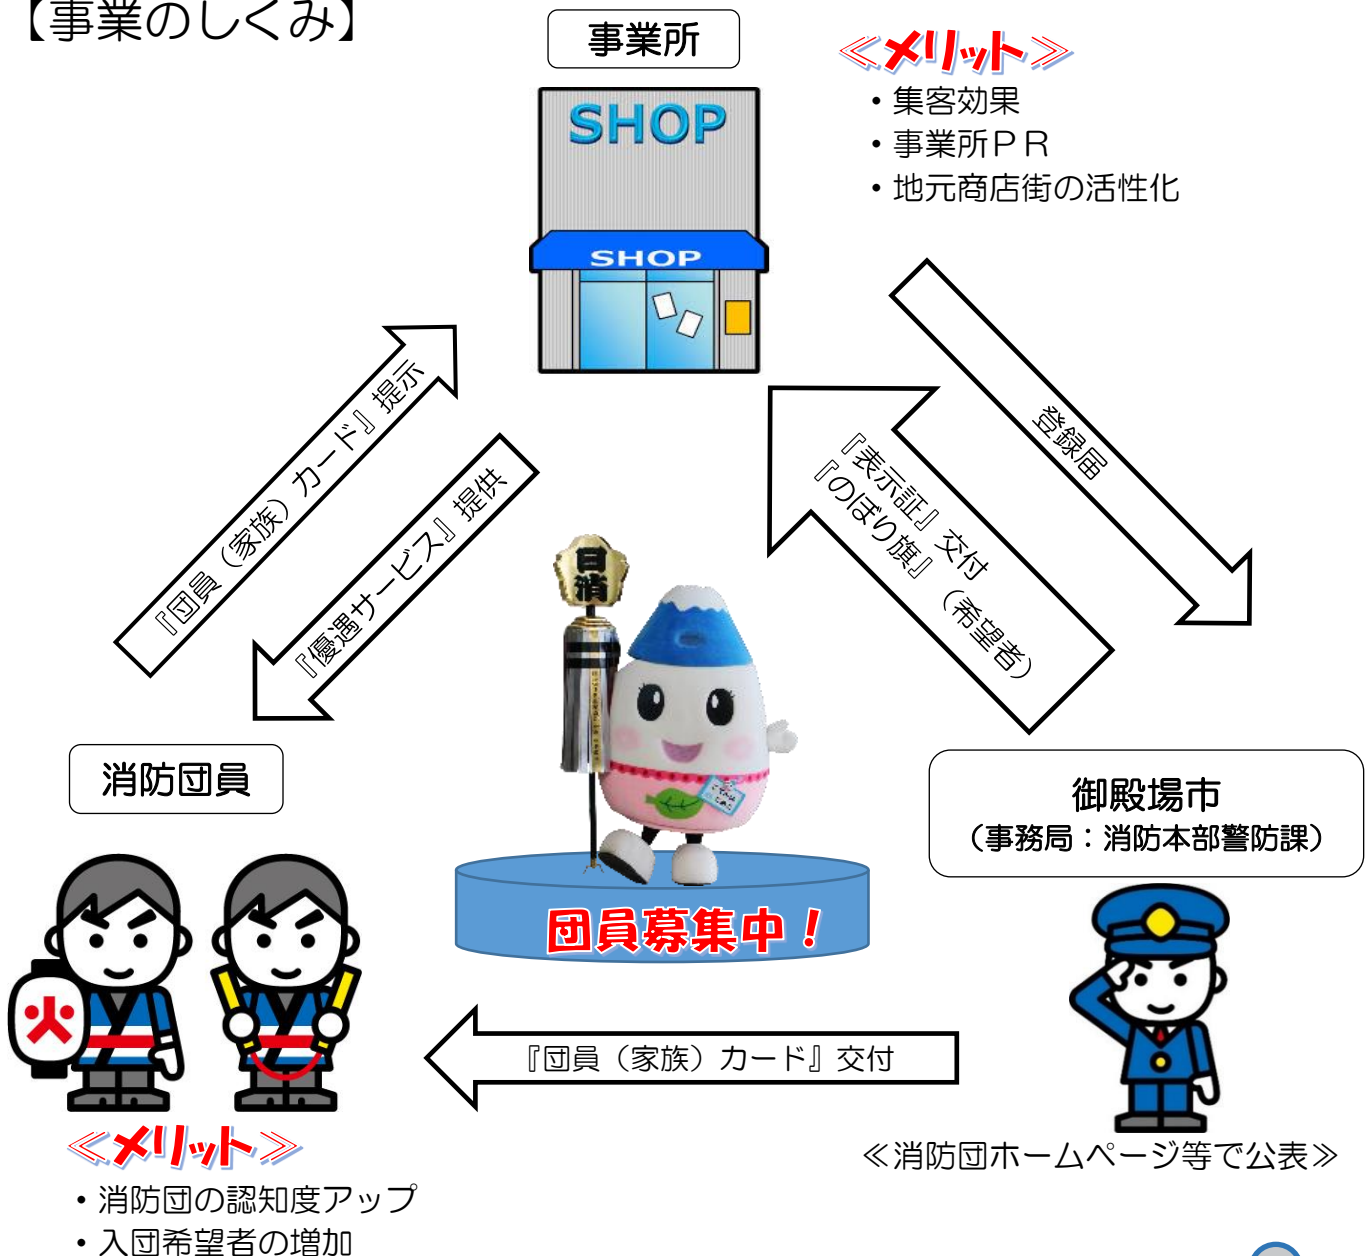 【事業のしくみ】
事業所
≪メリット≫
・集客効果
・事業所ＰＲ
・地元商店街の活性化
SHOP
SHOP
『団員（家族）カード』提示
『優遇サービス』提供
登録届
『表示証』交付
『のぼり旗』（希望者）
日消
消防団員
御殿場市
（事務局：消防本部警防課）
団員募集中！
火
『団員（家族）カード』交付
≪メリット≫
・消防団の認知度アップ
・入団希望者の増加
≪消防団ホームページ等で公表≫